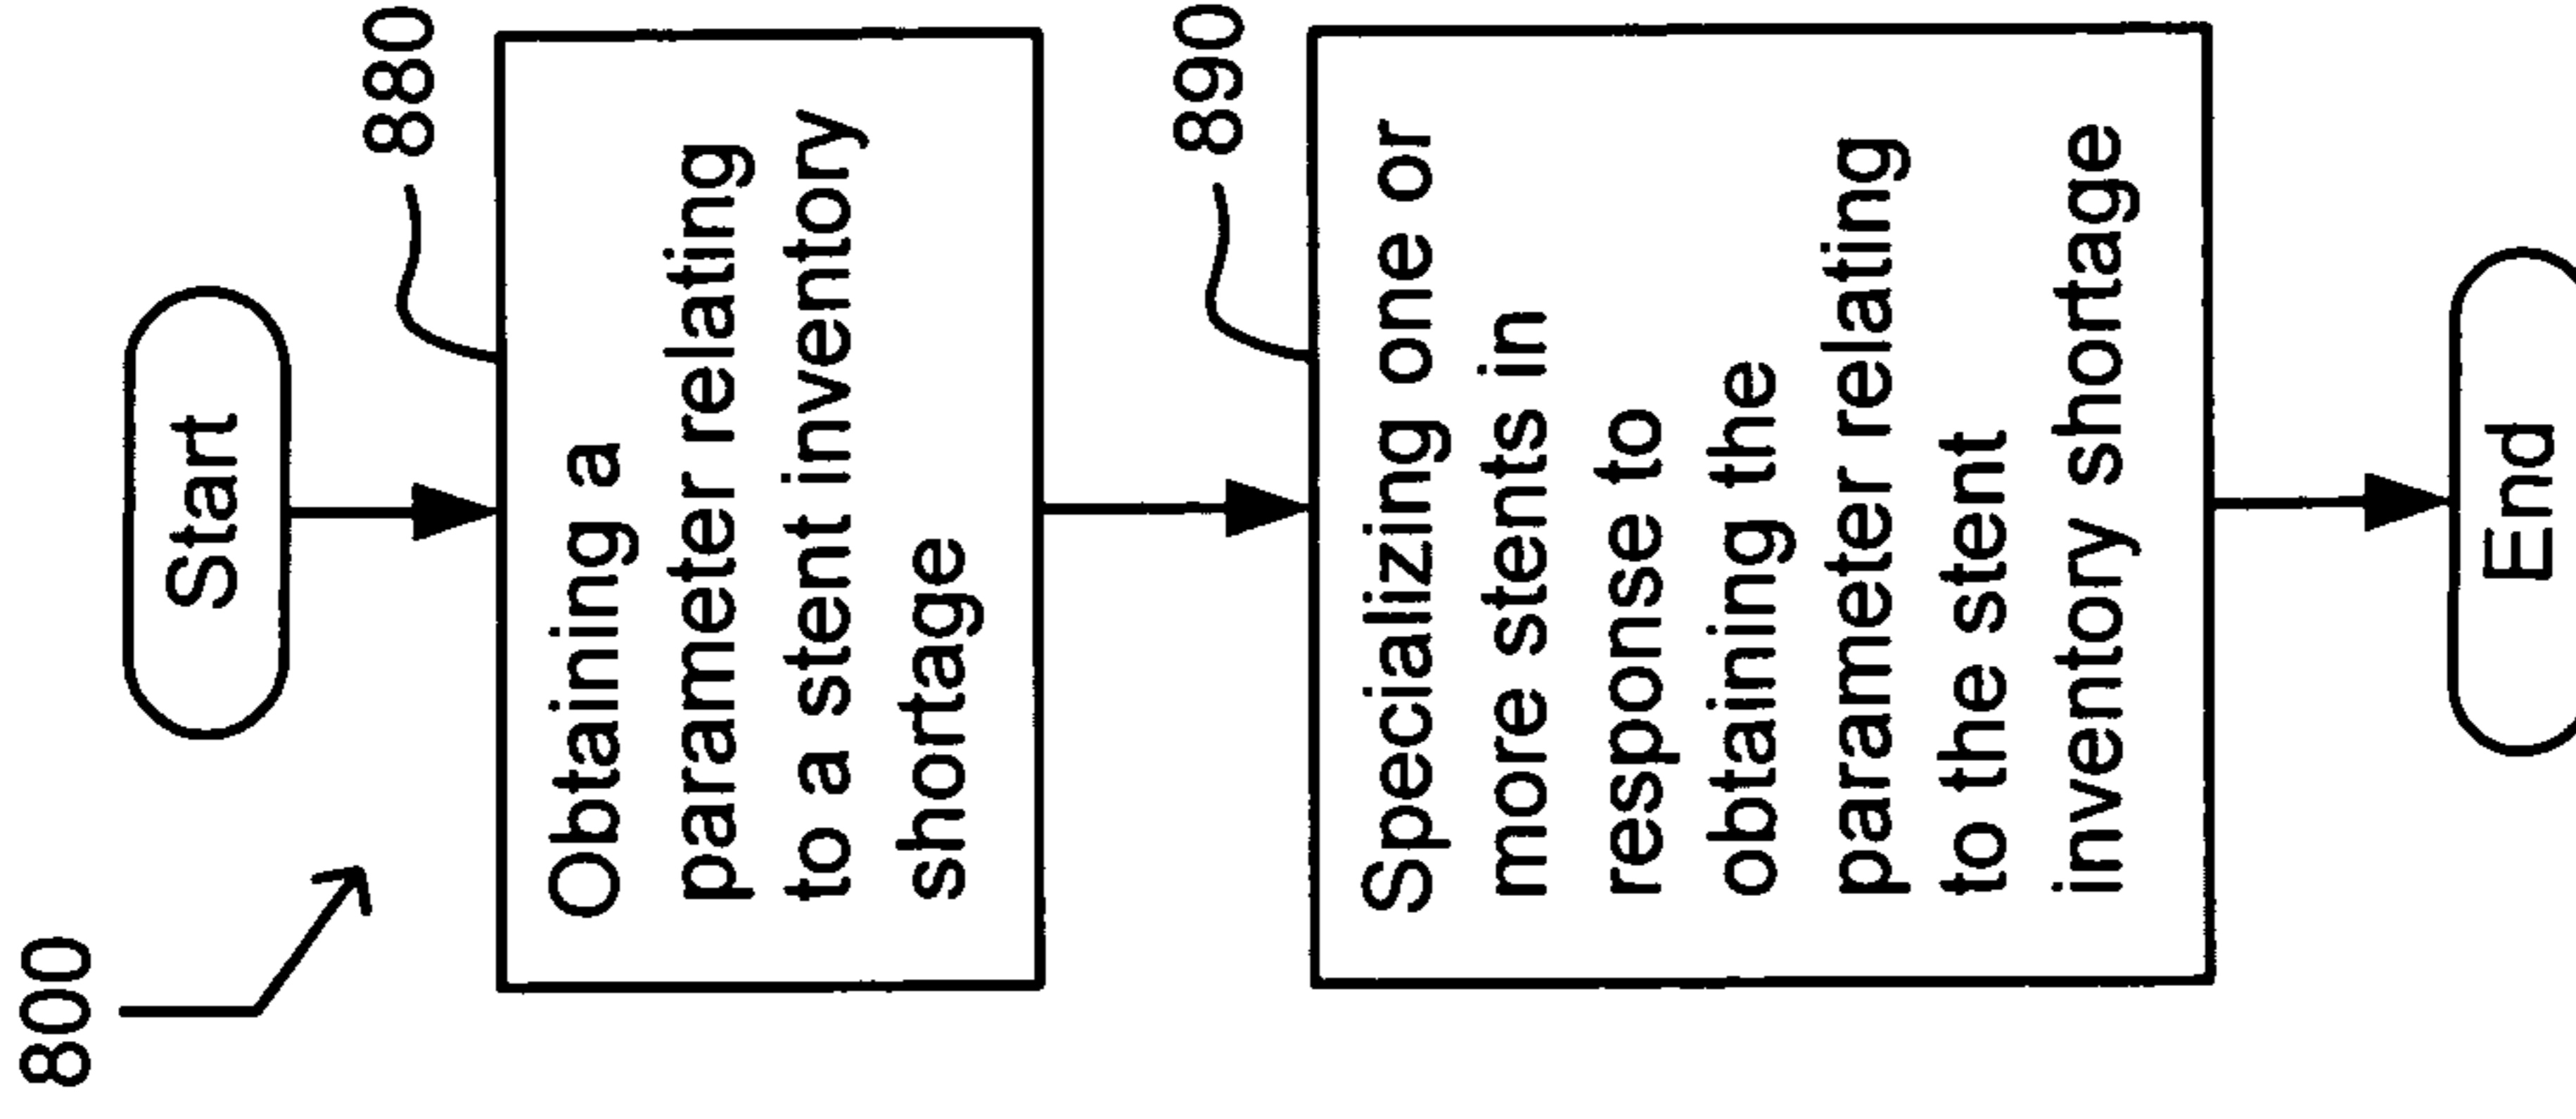 800
Start
880
Obtaining a
parameter relating
to a stent inventory
shortage
890
Specializing one or
more stents in
response to
obtaining the
parameter relating
to the stent
inventory shortage
End